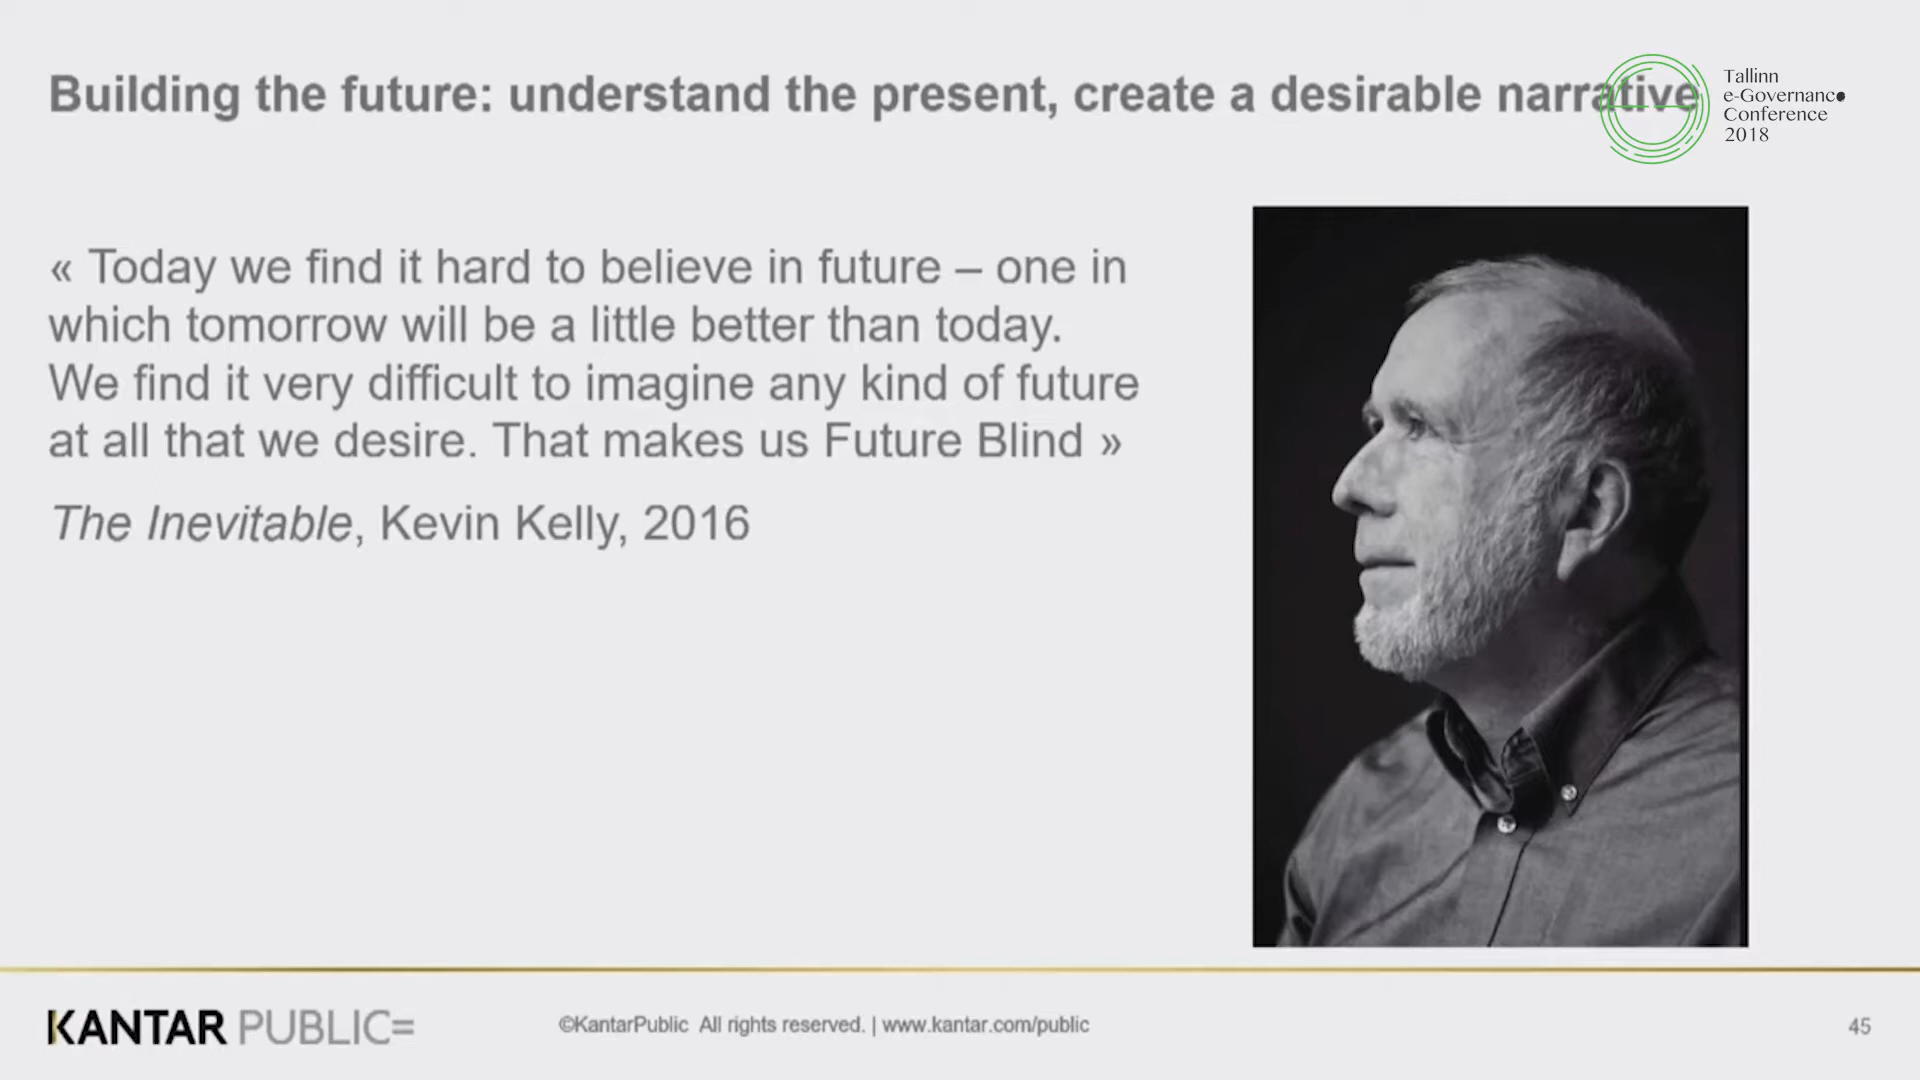 Building the future: understand the present, create a desirable narrative
Tallinn
e-Governance
Conference
2018
« Today we find it hard to believe in future – one in
which tomorrow will be a little better than today.
We find it very difficult to imagine any kind of future
at all that we desire. That makes us Future Blind »
The Inevitable, Kevin Kelly, 2016
KANTAR PUBLIC=
©KantarPublic All rights reserved. | www.kantar.com/public
45